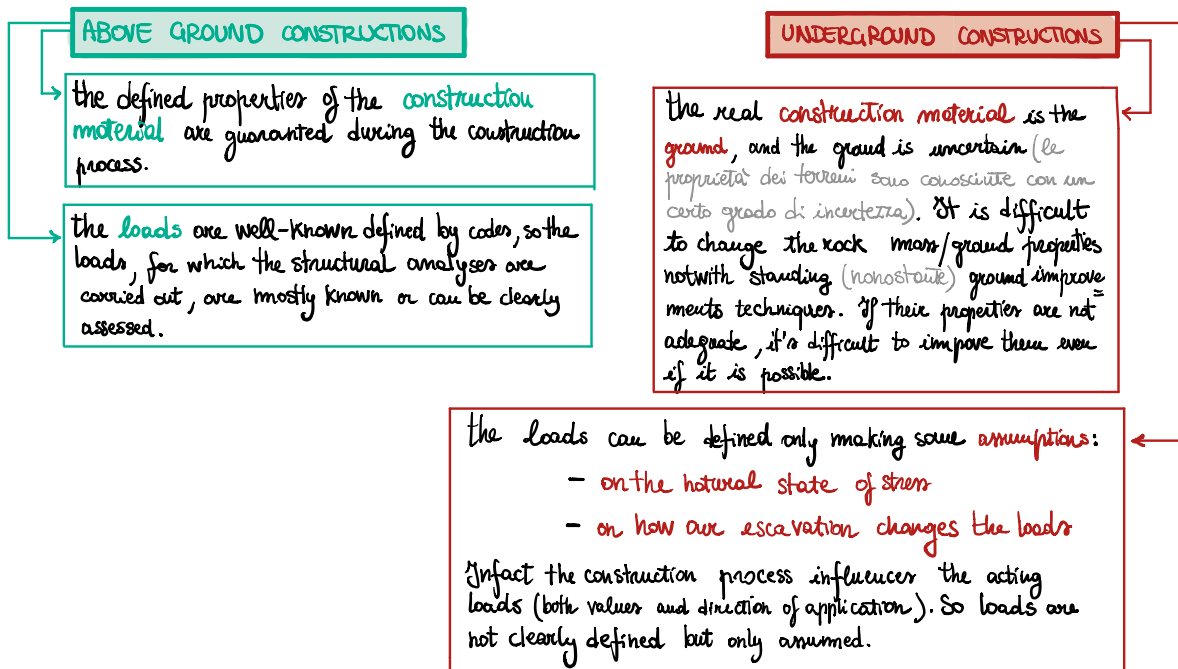 ABOVE GROUND CONSTRUCTIONS
the defined properties of the construction
material are guaranted during the construction
process.
the loads are well-known defined by codes, so the
loads, for which the structural analyses are
carried out, are mostly known or can be clearly
assessed.
UNDERGROUND CONSTRUCTIONS
the real construction material is the
ground, and the ground is uncertain (le
proprietà dei terreni sono conosciute con un
certo grado di incertezza). It is difficult
to change the rock mass/ground properties
notwith standing (nonostante) ground improve
ments techniques. If their properties are not
adequate, it's difficult to improve them even
if it is possible.
the loads can be defined only making some assumptions:
- on the natural state of stress
- on how our escavation changes the loads
Infact the construction process influences the acting
loads (both values and direction of application). So loads are
not clearly defined but only assumed.